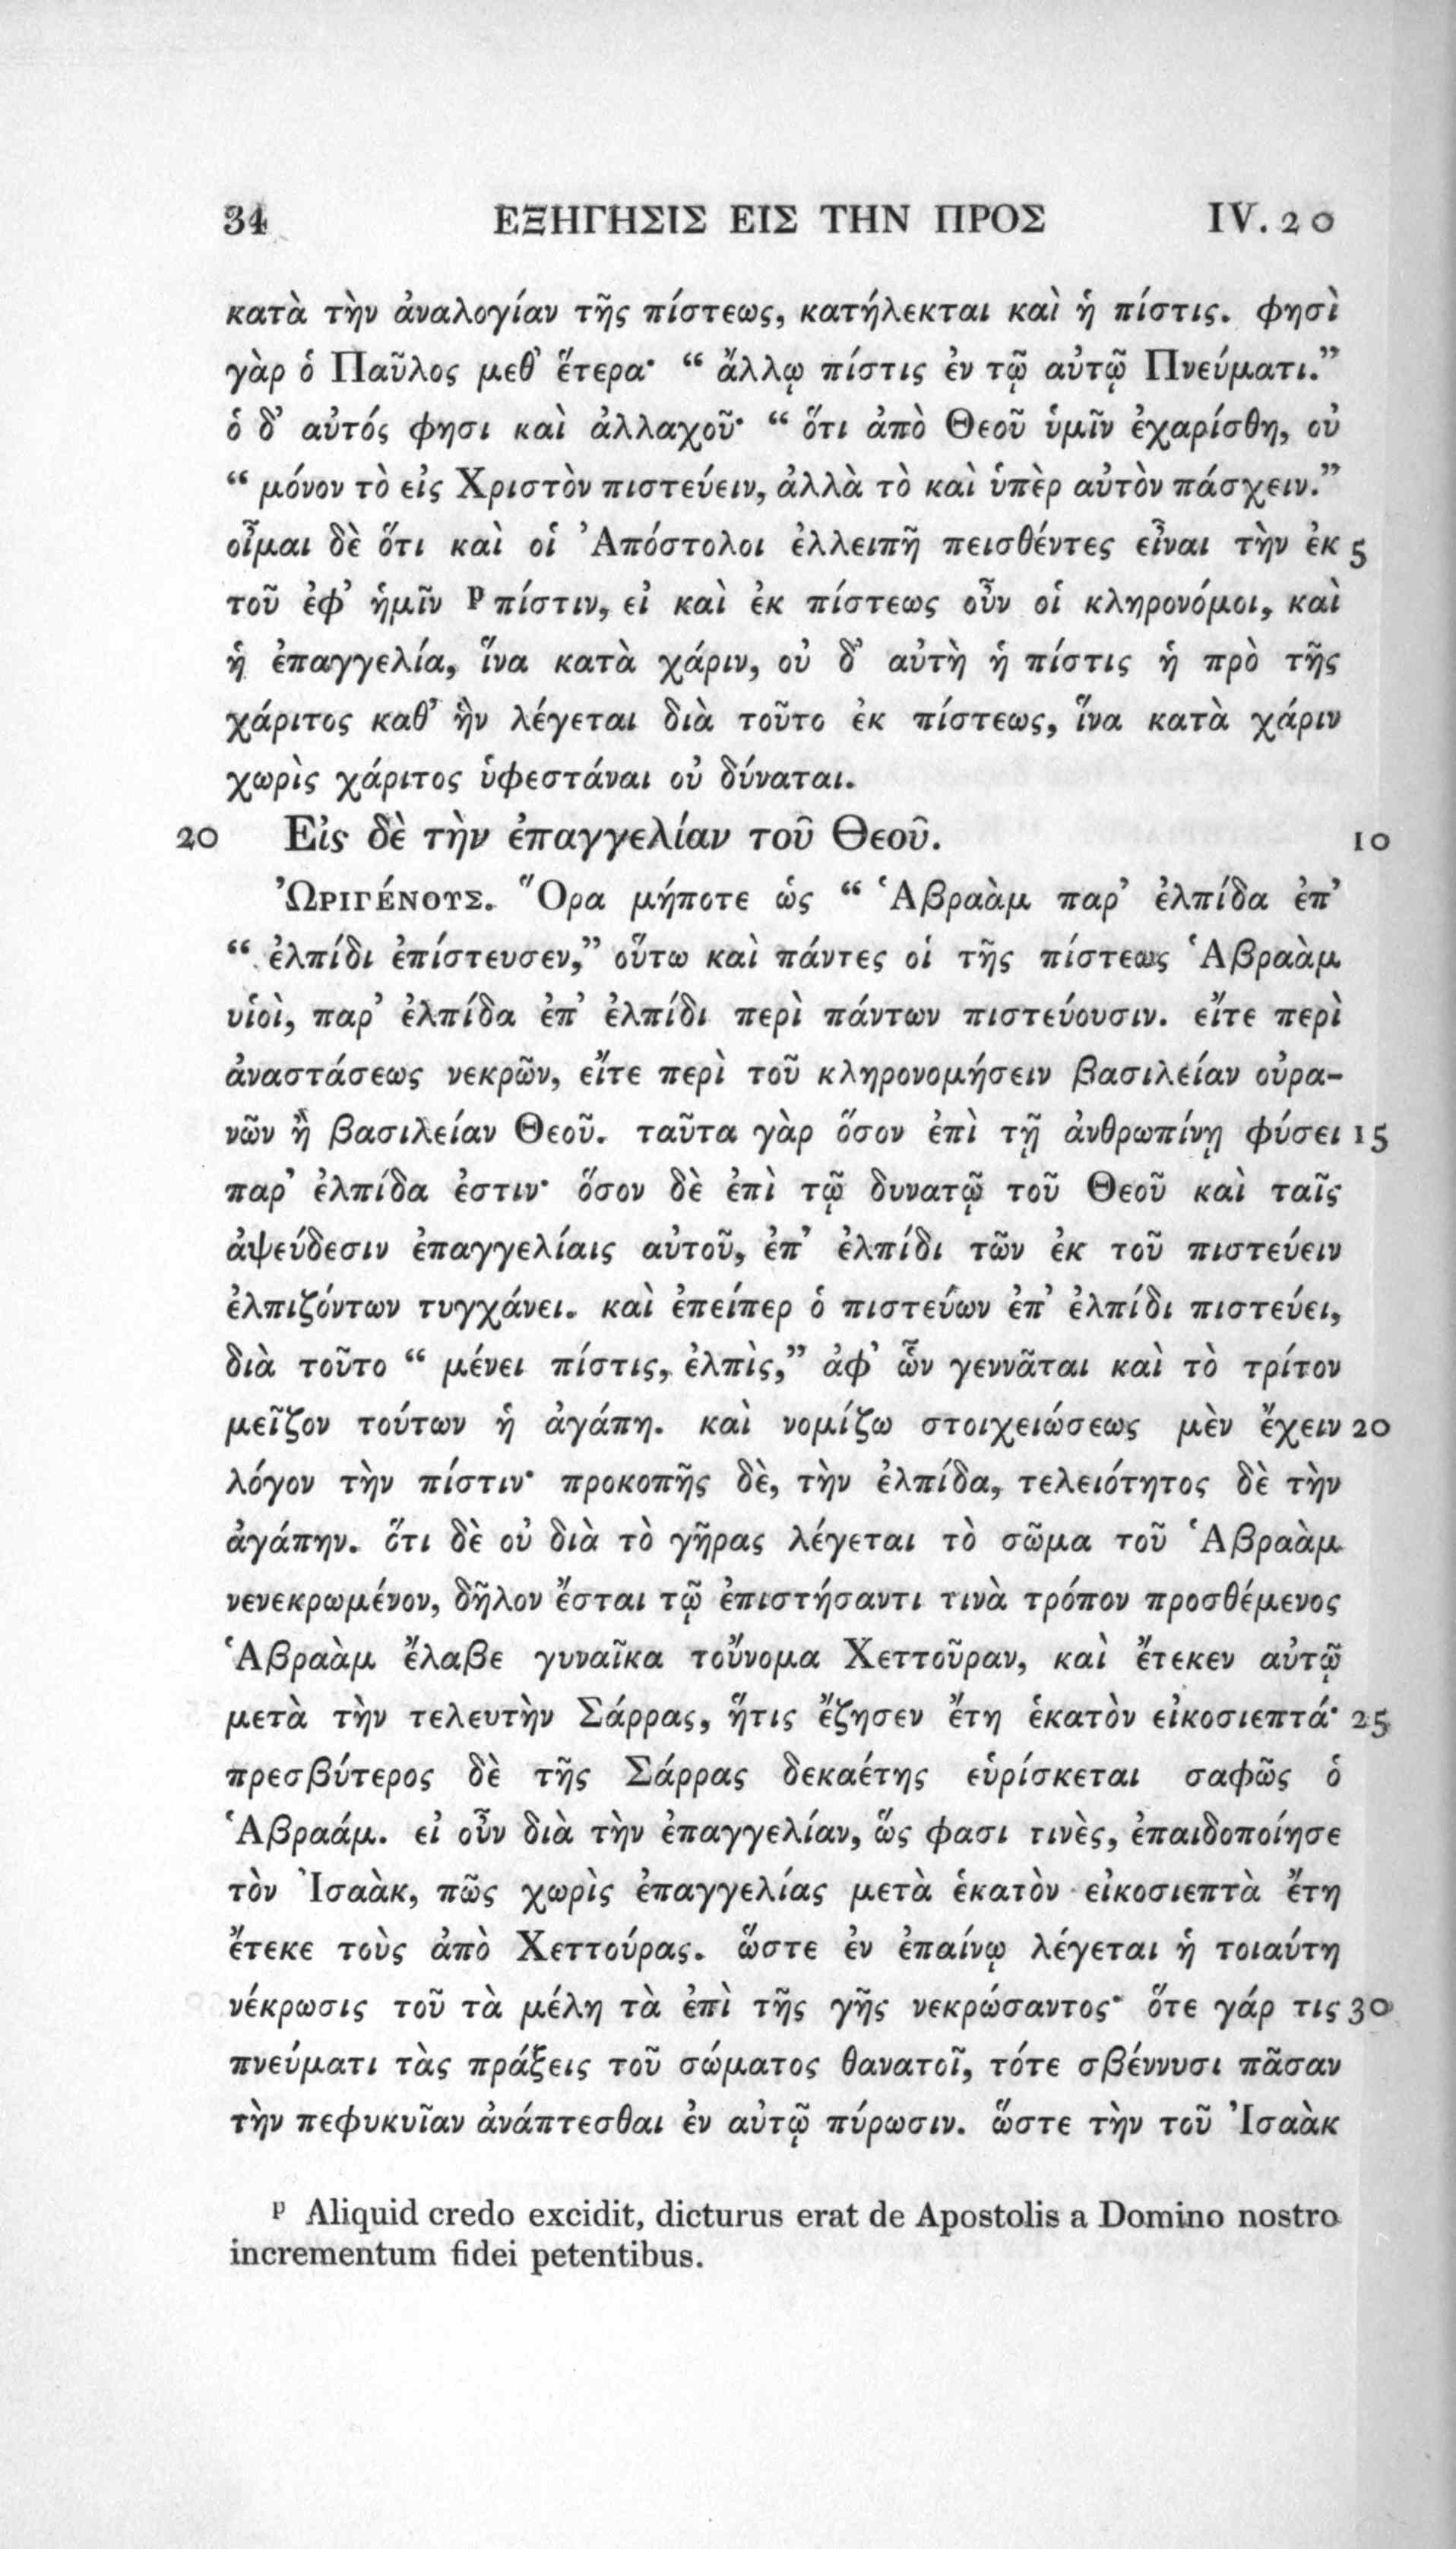 34 ΕΞΗΓΗΣΙΣ ΕΙΣ ΤΗΝ ΠΡΟΣ IV. 20
κατὰ τὴν ἀναλογίαν τῆς πίστεως, κατήλεκται καὶ ἡ πίστις. φησὶ
γὰρ ὁ Παῦλος μεθ' ἕτερα· “ ἄλλῳ πίστις ἐν τῷ αὐτῷ Πνεύματι.”
ὁ δ' αὐτός φησι καὶ ἀλλαχοῦ· “ ὅτι ἀπὸ Θεοῦ ὑμῖν ἐχαρίσθη, οὐ
“ μόνον τὸ εἰς Χριστὸν πιστεύειν, ἀλλὰ τὸ καὶ ὑπὲρ αὐτὸν πάσχειν.”
οἶμαι δὲ ὅτι καὶ οἱ Ἀπόστολοι ἐλλειπῆ πεισθέντες εἶναι τὴν ἐκ 5
τοῦ ἐφ' ἡμῖν p πίστιν, εἰ καὶ ἐκ πίστεως οὖν οἱ κληρονόμοι, καὶ
ἡ ἐπαγγελία, ἵνα κατὰ χάριν, οὐ δ' αὐτὴ ἡ πίστις ἡ πρὸ τῆς
χάριτος καθ' ἣν λέγεται διὰ τοῦτο ἐκ πίστεως, ἵνα κατὰ χάριν
χωρὶς χάριτος ὑφεστάναι οὐ δύναται.
20 Εἰς δὲ τὴν ἐπαγγελίαν τοῦ Θεοῦ. 10
ὨΡΙΓΈΝΟΥΣ. Ὅρα μήποτε ὡς “ Ἁβραὰμ παρ' ἐλπίδα ἐπ'
“ ἐλπίδι ἐπίστευσεν,” οὕτω καὶ πάντες οἱ τῆς πίστεως Ἁβραὰμ
υἱοὶ, παρ' ἐλπίδα ἐπ' ἐλπίδι περὶ πάντων πιστεύουσιν. εἴτε περὶ
ἀναστάσεως νεκρῶν, εἴτε περὶ τοῦ κληρονομήσειν βασιλείαν οὐρα-
νῶν ἢ βασιλείαν Θεοῦ. ταῦτα γὰρ ὅσον ἐπὶ τῇ ἀνθρωπίνῃ φύσει 15
παρ' ἐλπίδα ἐστιν· ὅσον δὲ ἐπὶ τῷ δυνατῷ τοῦ Θεοῦ καὶ ταῖς
ἀψεύδεσιν ἐπαγγελίαις αὐτοῦ, ἐπ' ἐλπίδι τῶν ἐκ τοῦ πιστεύειν
ἐλπιζόντων τυγχάνει. καὶ ἐπείπερ ὁ πιστεύων ἐπ' ἐλπίδι πιστεύει,
διὰ τοῦτο “ μένει πίστις, ἐλπὶς,” ἀφ' ὧν γεννᾶται καὶ τὸ τρίτον
μεῖζον τούτων ἡ ἀγάπη. καὶ νομίζω στοιχειώσεως μὲν ἔχειν 20
λόγον τὴν πίστιν· προκοπῆς δὲ, τὴν ἐλπίδα, τελειότητος δὲ τὴν
ἀγάπην. ὅτι δὲ οὐ διὰ τὸ γῆρας λέγεται τὸ σῶμα τοῦ Ἁβραὰμ
νενεκρωμένον, δῆλον ἔσται τῷ ἐπιστήσαντι τινὰ τρόπον προσθέμενος
Ἁβραὰμ ἔλαβε γυναῖκα τοὔνομα Χεττοῦραν, καὶ ἔτεκεν αὐτῷ
μετὰ τὴν τελευτὴν Σάρρας, ἥτις ἔζησεν ἔτη ἑκατὸν εἰκοσιεπτά· 25
πρεσβύτερος δὲ τῆς Σάρρας δεκαέτης εὑρίσκεται σαφῶς ὁ
Ἁβραάμ. εἰ οὖν διὰ τὴν ἐπαγγελίαν, ὥς φασι τινὲς, ἐπαιδοποίησε
τὸν Ἰσαὰκ, πῶς χωρὶς ἐπαγγελίας μετὰ ἑκατὸν εἰκοσιεπτὰ ἔτη
ἔτεκε τοὺς ἀπὸ Χεττούρας. ὥστε ἐν ἐπαίνῳ λέγεται ἡ τοιαύτη
νέκρωσις τοῦ τὰ μέλη τὰ ἐπὶ τῆς γῆς νεκρώσαντος· ὅτε γάρ τις 30
πνεύματι τὰς πράξεις τοῦ σώματος θανατοῖ, τότε σβέννυσι πᾶσαν
τὴν πεφυκυῖαν ἀνάπτεσθαι ἐν αὐτῷ πύρωσιν. ὥστε τὴν τοῦ Ἰσαὰκ
p Aliquid credo excidit, dicturus erat de Apostolis a Domino nostro
incrementum fidei petentibus.